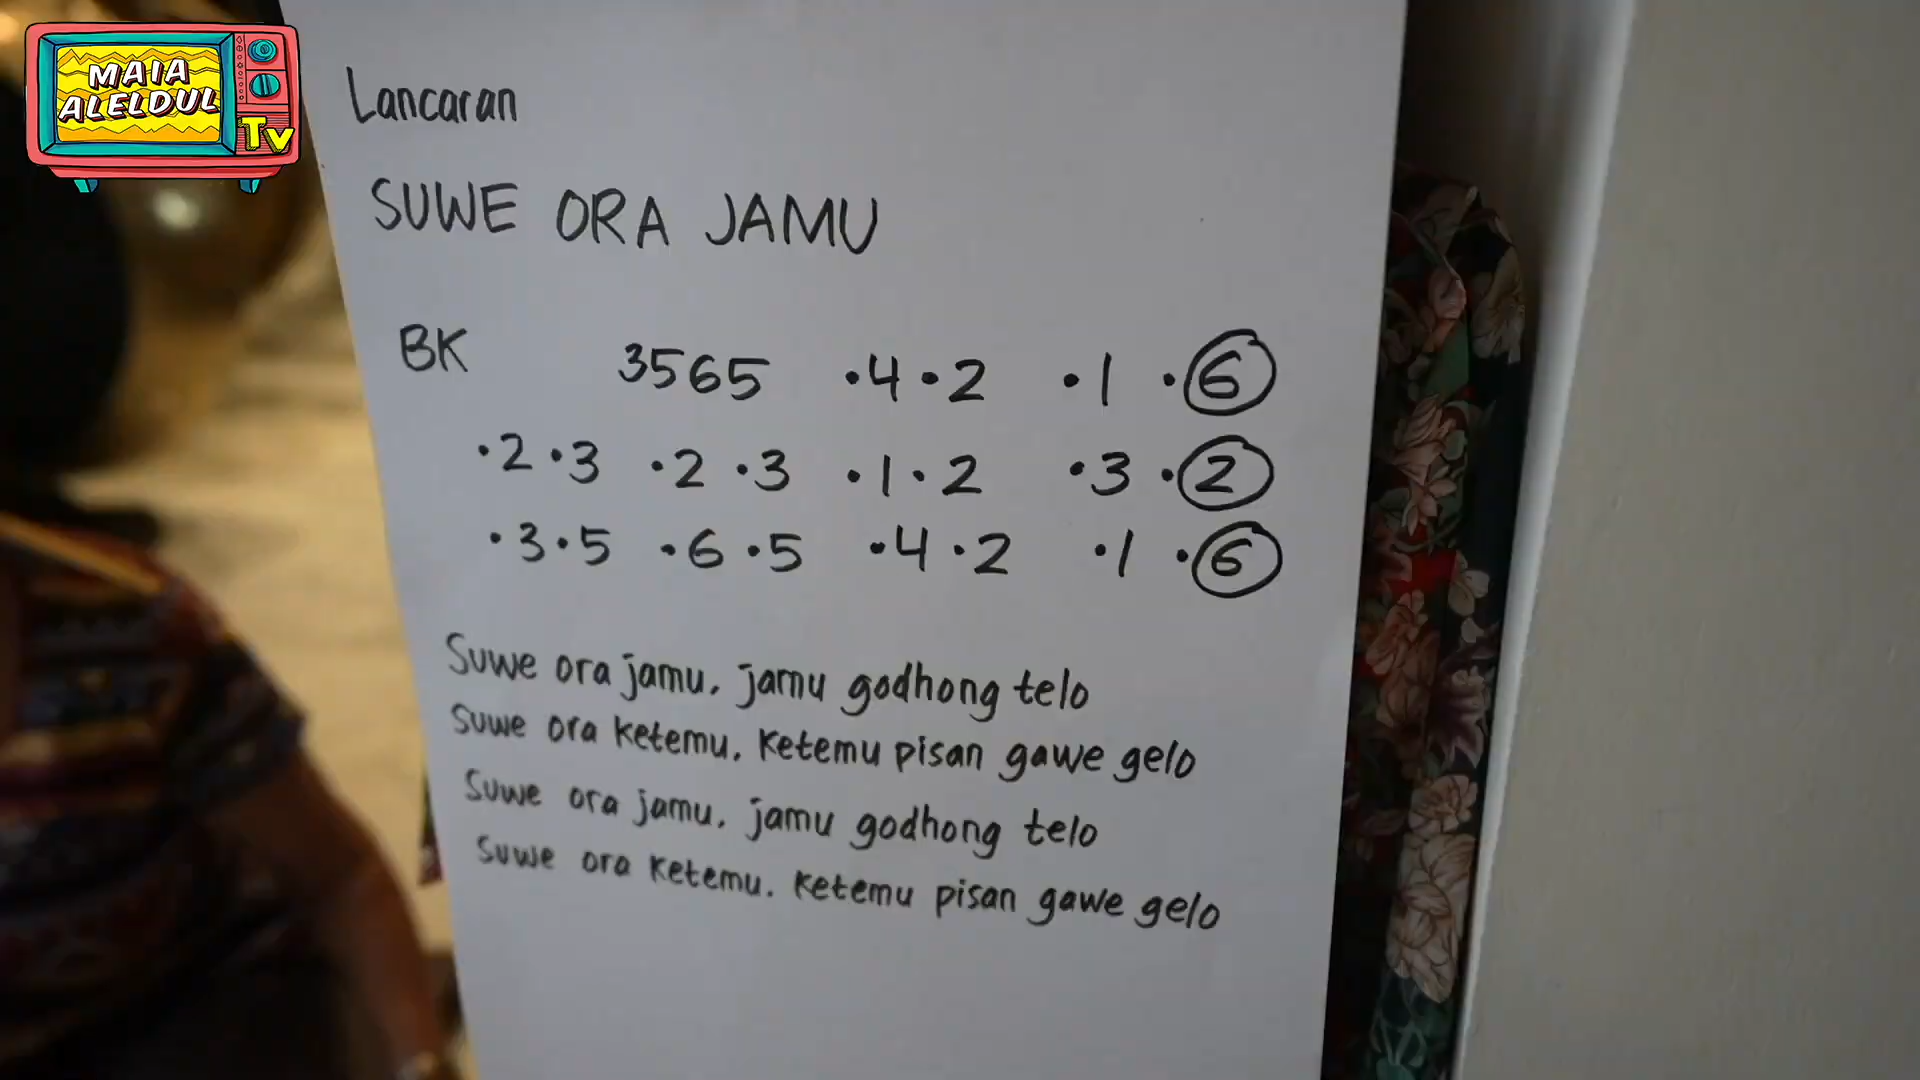 MAIA
ALELDUL
TV
Lancaran
SUWE ORA JAMU
BK 3565 •4•2 •1 •6
•2•3 •2 •3 •1•2 •3 •2
•3•5 •6•5 •4•2 •1 •6
Suwe ora jamu. jamu godhong telo
Suwe ora ketemu. ketemu pisan gawe gelo
Suwe ora jamu. jamu godhong telo
Suwe ora ketemu. ketemu pisan gawe gelo